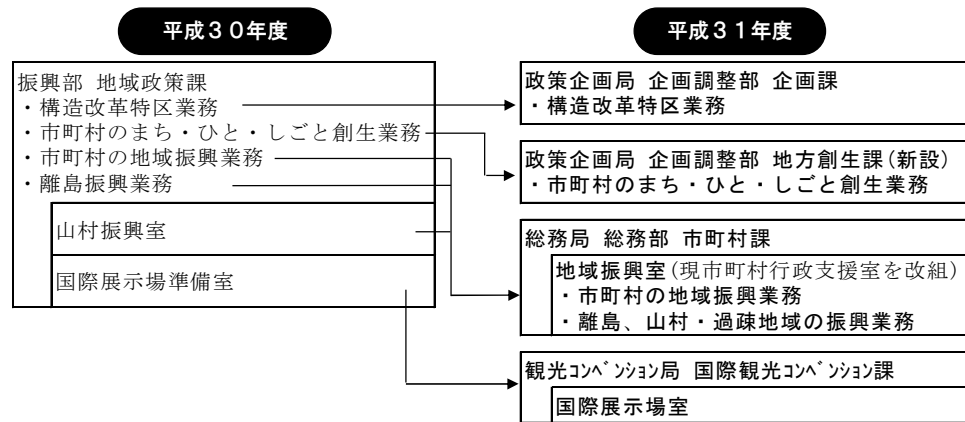 平成３０年度
振興部 地域政策課
・構造改革特区業務
・市町村のまち・ひと・しごと創生業務
・市町村の地域振興業務
・離島振興業務
山村振興室
国際展示場準備室
平成３１年度
政策企画局 企画調整部 企画課
・構造改革特区業務
政策企画局 企画調整部 地方創生課(新設)
・市町村のまち・ひと・しごと創生業務
総務局 総務部 市町村課
地域振興室(現市町村行政支援室を改組)
・市町村の地域振興業務
・離島、山村・過疎地域の振興業務
観光ｺﾝﾍﾞﾝｼｮﾝ局 国際観光ｺﾝﾍﾞﾝｼｮﾝ課
国際展示場室